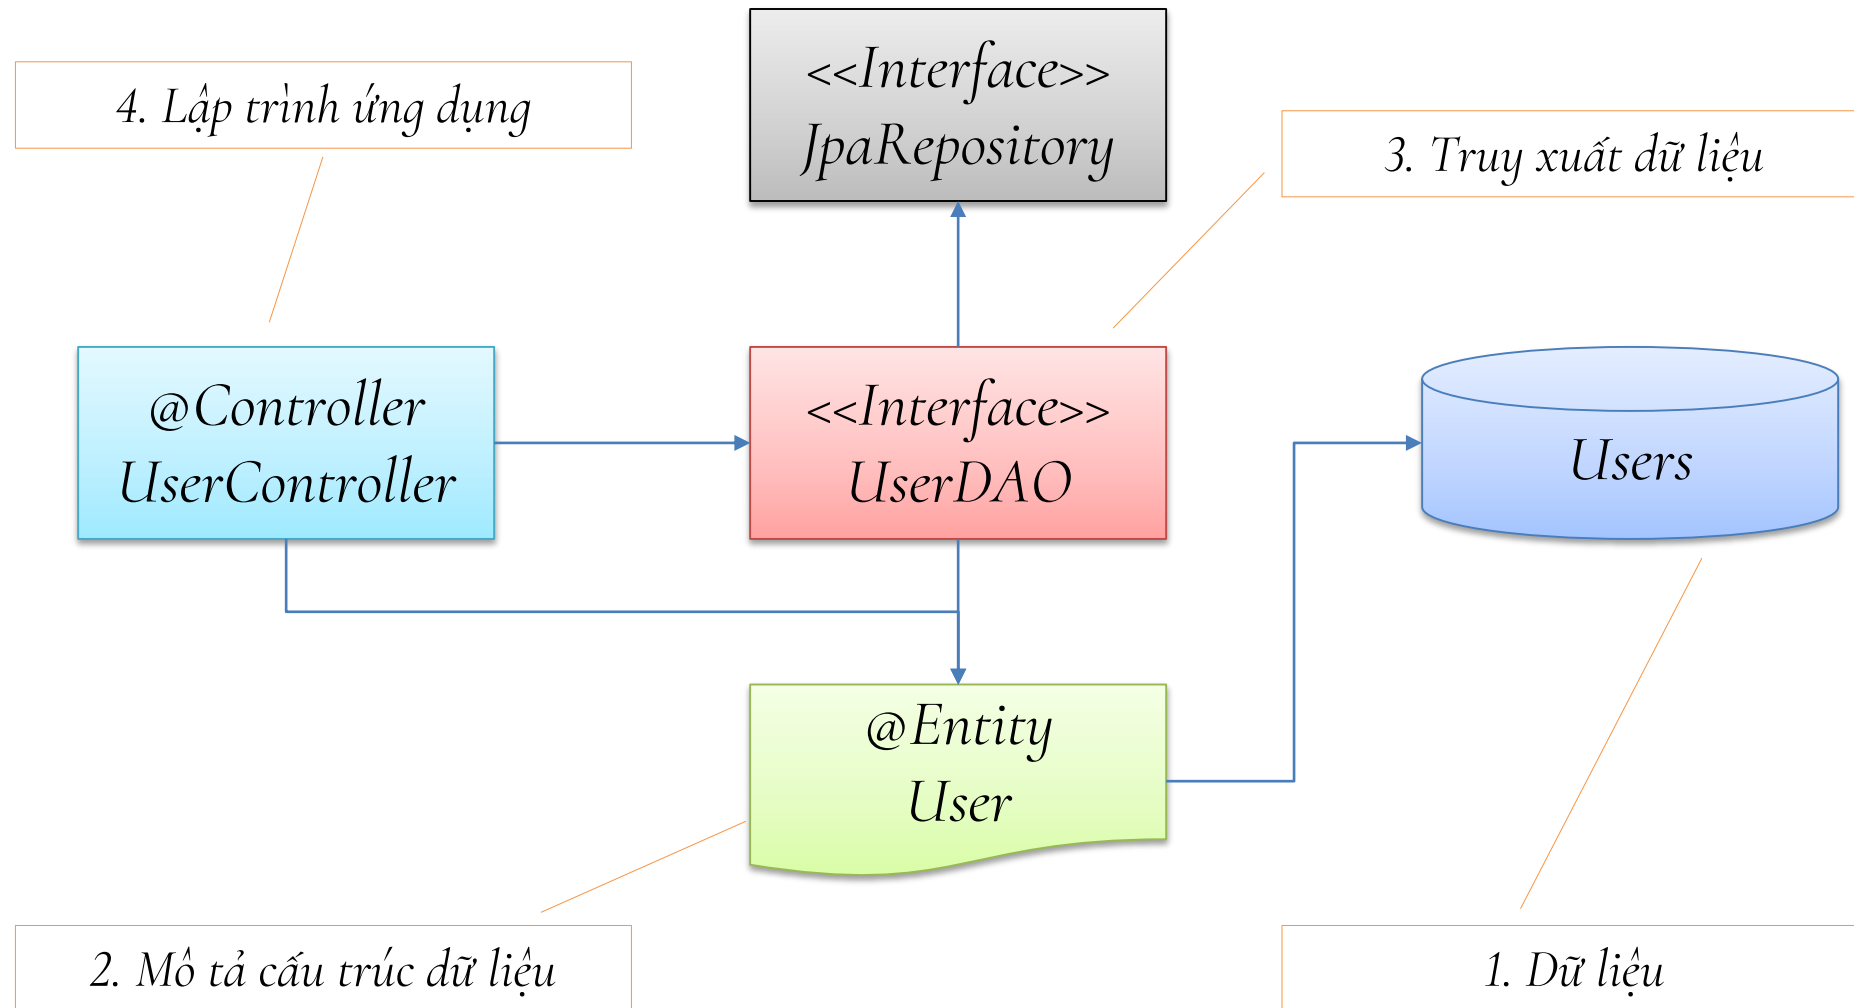 <<Interface>>
JpaRepository
4. Lập trình ứng dụng
3. Truy xuất dữ liệu
@Controller
UserController
<<Interface>>
UserDAO
Users
@Entity
User
2. Mô tả cấu trúc dữ liệu
1. Dữ liệu